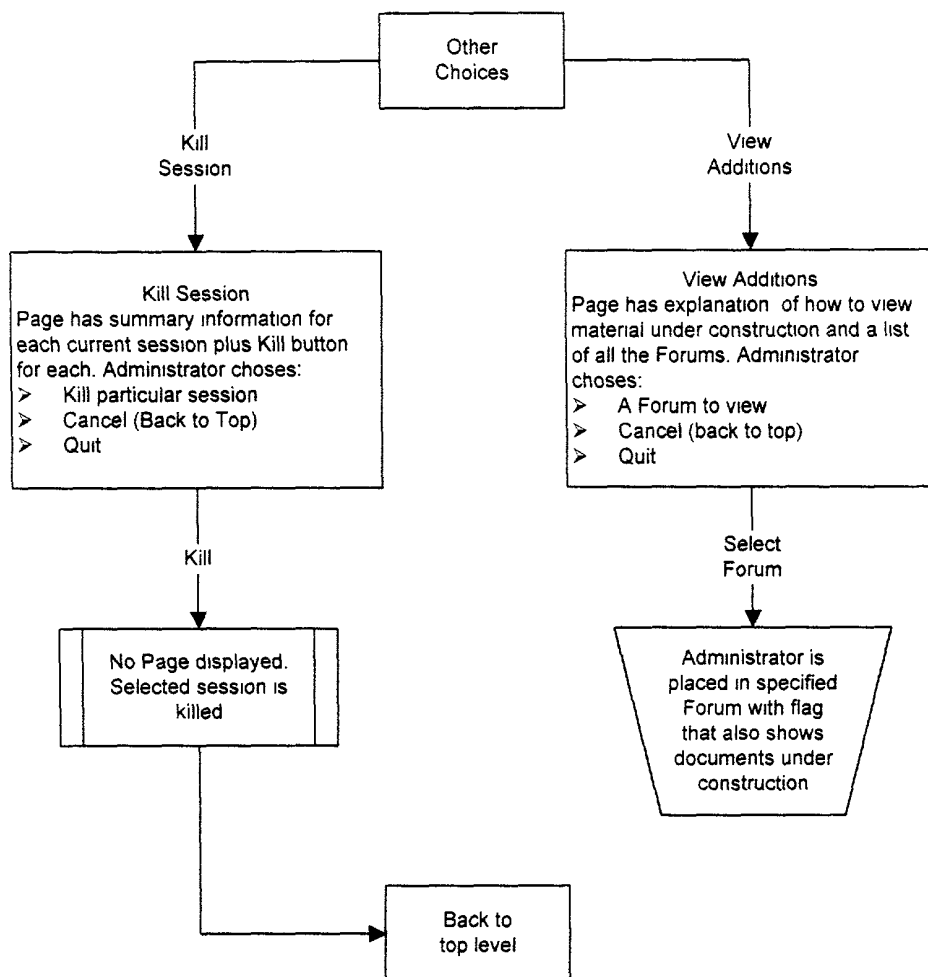 Other
Choices
Kill
Session
View
Additions
Kill Session
Page has summary information for
each current session plus Kill button
for each. Administrator choses:
➢ Kill particular session
➢ Cancel (Back to Top)
➢ Quit
View Additions
Page has explanation of how to view
material under construction and a list
of all the Forums. Administrator
choses:
➢ A Forum to view
➢ Cancel (back to top)
➢ Quit
Kill
Select
Forum
No Page displayed.
Selected session is
killed
Administrator is
placed in specified
Forum with flag
that also shows
documents under
construction
Back to
top level